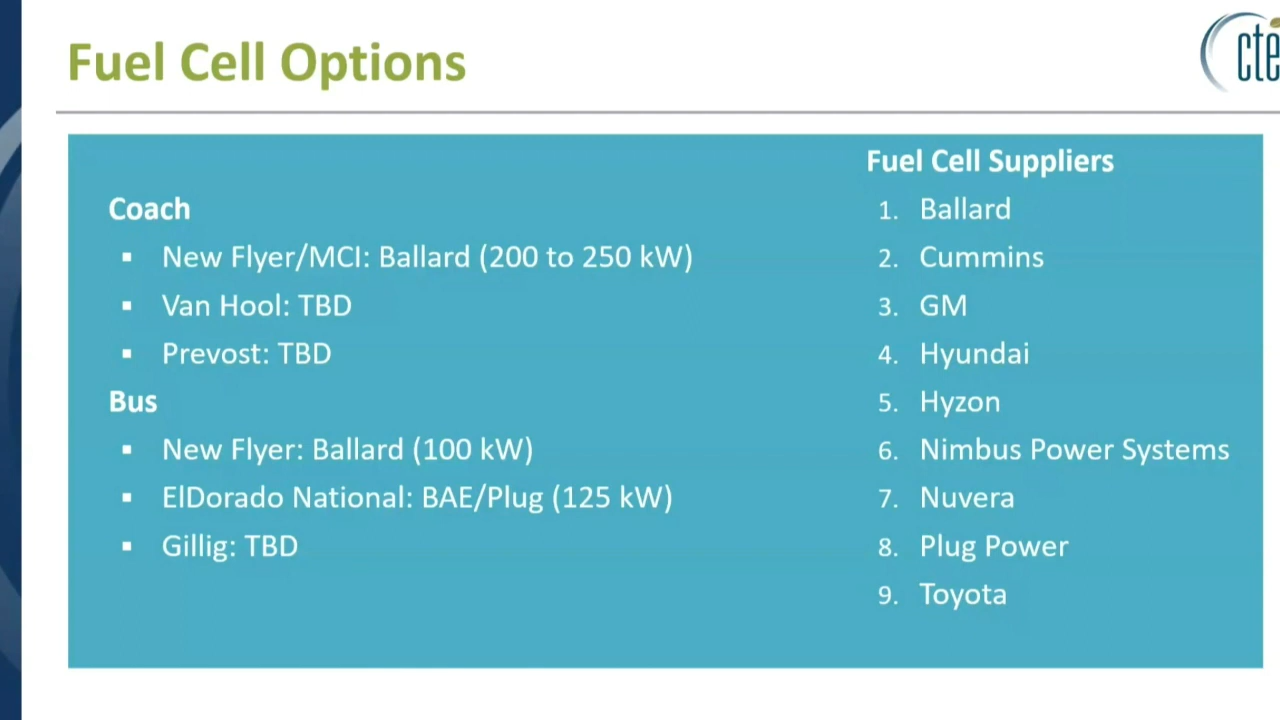 Fuel Cell Options
cte
Coach
▪ New Flyer/MCI: Ballard (200 to 250 kW)
▪ Van Hool: TBD
▪ Prevost: TBD
Bus
▪ New Flyer: Ballard (100 kW)
▪ ElDorado National: BAE/Plug (125 kW)
▪ Gillig: TBD
Fuel Cell Suppliers
1. Ballard
2. Cummins
3. GM
4. Hyundai
5. Hyzon
6. Nimbus Power Systems
7. Nuvera
8. Plug Power
9. Toyota